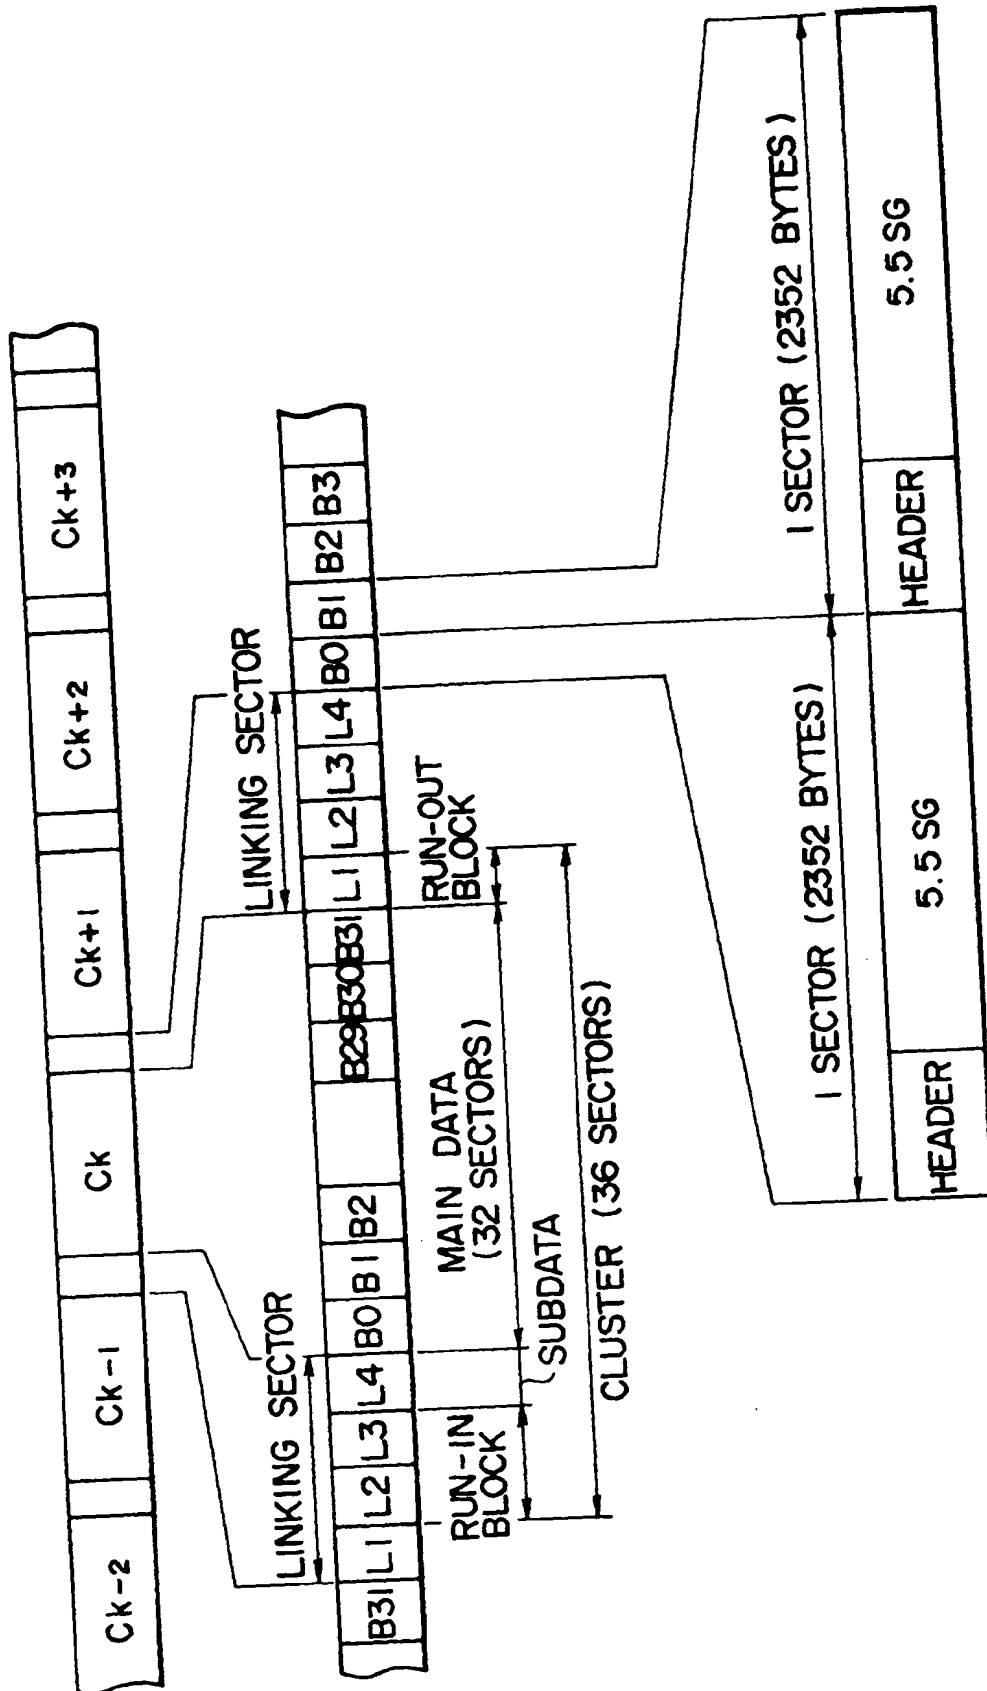 Ck-2
Ck-1
Ck
Ck+1
Ck+2
Ck+3
LINKING SECTOR
LINKING SECTOR
B31
L1
L2
L3
L4
B0
B1
B2
B29
B30
B31
L1
L2
L3
L4
B0
B1
B2
B3
RUN-IN
BLOCK
SUBDATA
MAIN DATA
(32 SECTORS)
RUN-OUT
BLOCK
CLUSTER (36 SECTORS)
1 SECTOR (2352 BYTES)
1 SECTOR (2352 BYTES)
HEADER
5.5 SG
HEADER
5.5 SG